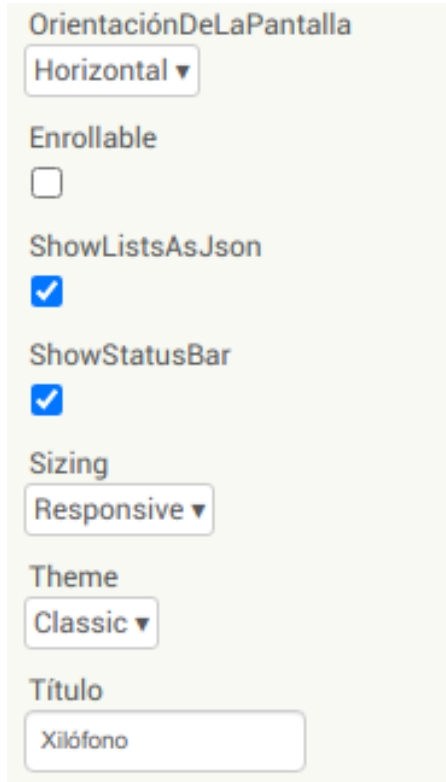 OrientaciónDeLaPantalla
Horizontal
Enrollable
ShowListsAsJson
ShowStatusBar
Sizing
Responsive
Theme
Classic
Título
Xilófono